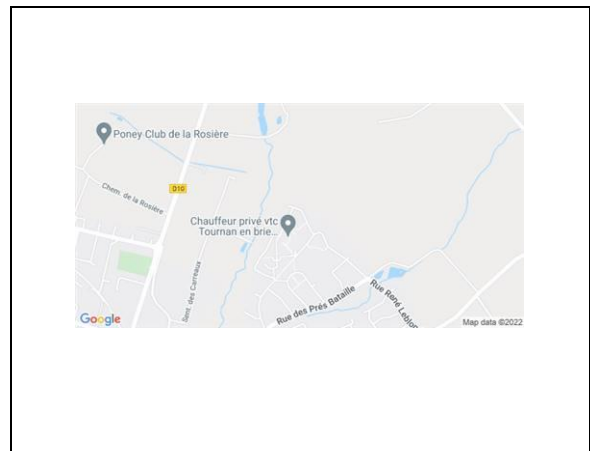 Poney Club de la Rosière
Chem. de la Rosière
D10
Chauffeur privé vtc
Tournan en brie...
Sent. des Carreaux
Rue des Prés Bataille
Rue René Leblon
Google
Map data ©2022